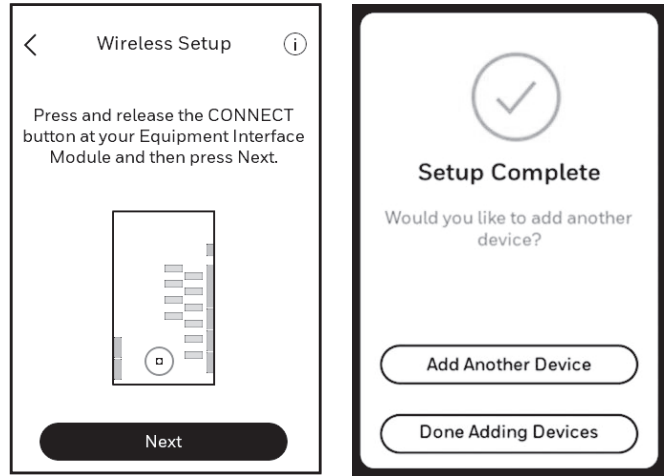 Wireless Setup
i
Press and release the CONNECT
button at your Equipment Interface
Module and then press Next.
Next
Setup Complete
Would you like to add another
device?
Add Another Device
Done Adding Devices